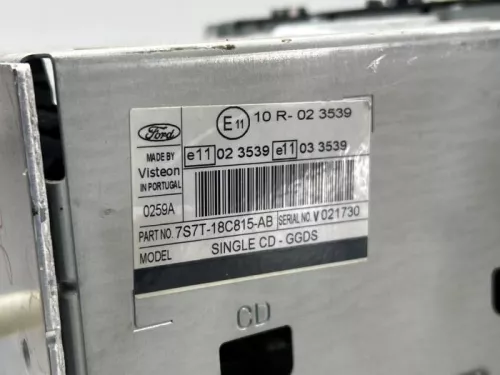 E11 10 R- 02 3539
Ford
MADE BY
Visteon
IN PORTUGAL
e11 02 3539 e11 03 3539
0259A
PART NO. 7S7T-18C815-AB SERIAL NO. V 021730
MODEL SINGLE CD - GGDS
CD